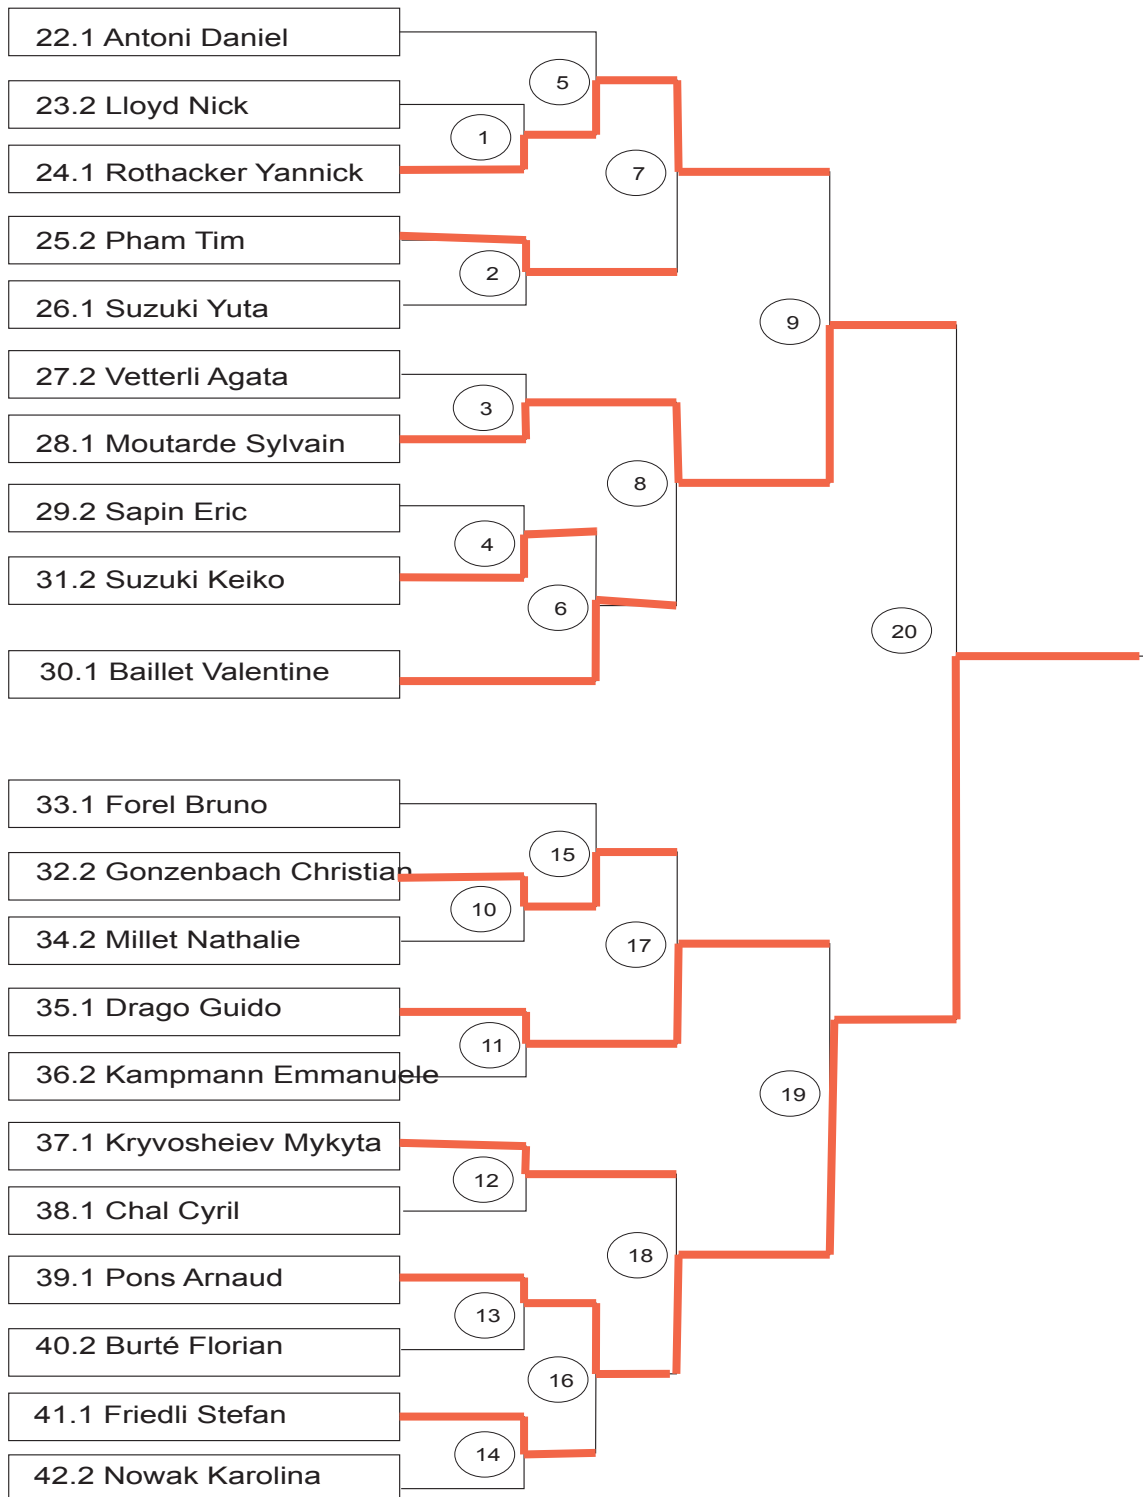 22.1 Antoni Daniel
5
23.2 Lloyd Nick
1
24.1 Rothacker Yannick
7
25.2 Pham Tim
2
26.1 Suzuki Yuta
9
27.2 Vetterli Agata
3
28.1 Moutarde Sylvain
8
29.2 Sapin Eric
4
31.2 Suzuki Keiko
6
20
30.1 Baillet Valentine
33.1 Forel Bruno
15
32.2 Gonzenbach Christian
10
34.2 Millet Nathalie
17
35.1 Drago Guido
11
36.2 Kampmann Emmanuele
19
37.1 Kryvosheiev Mykyta
12
38.1 Chal Cyril
18
39.1 Pons Arnaud
13
40.2 Burté Florian
16
41.1 Friedli Stefan
14
42.2 Nowak Karolina